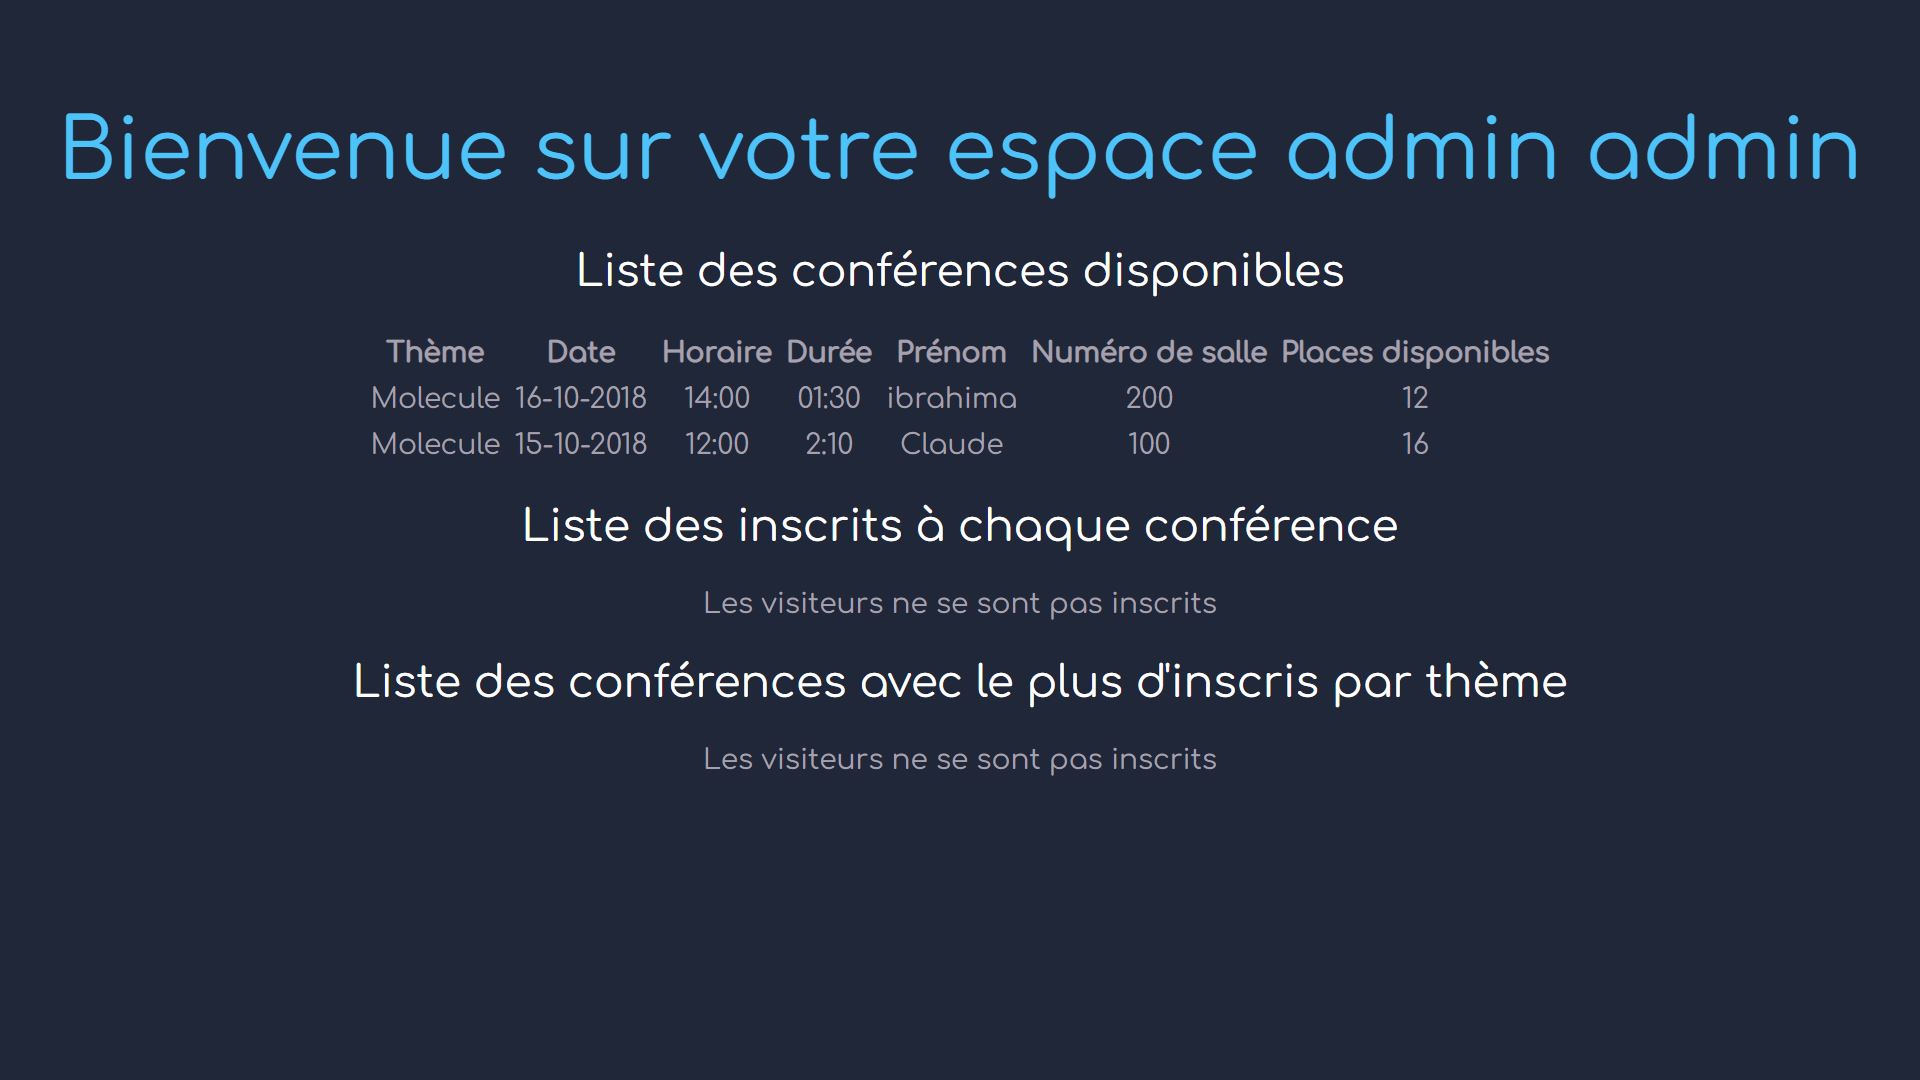 Bienvenue sur votre espace admin admin
Liste des conférences disponibles
Thème Date Horaire Durée Prénom Numéro de salle Places disponibles
Molecule 16-10-2018 14:00 01:30 ibrahima 200 12
Molecule 15-10-2018 12:00 2:10 Claude 100 16
Liste des inscrits à chaque conférence
Les visiteurs ne se sont pas inscrits
Liste des conférences avec le plus d'inscris par thème
Les visiteurs ne se sont pas inscrits